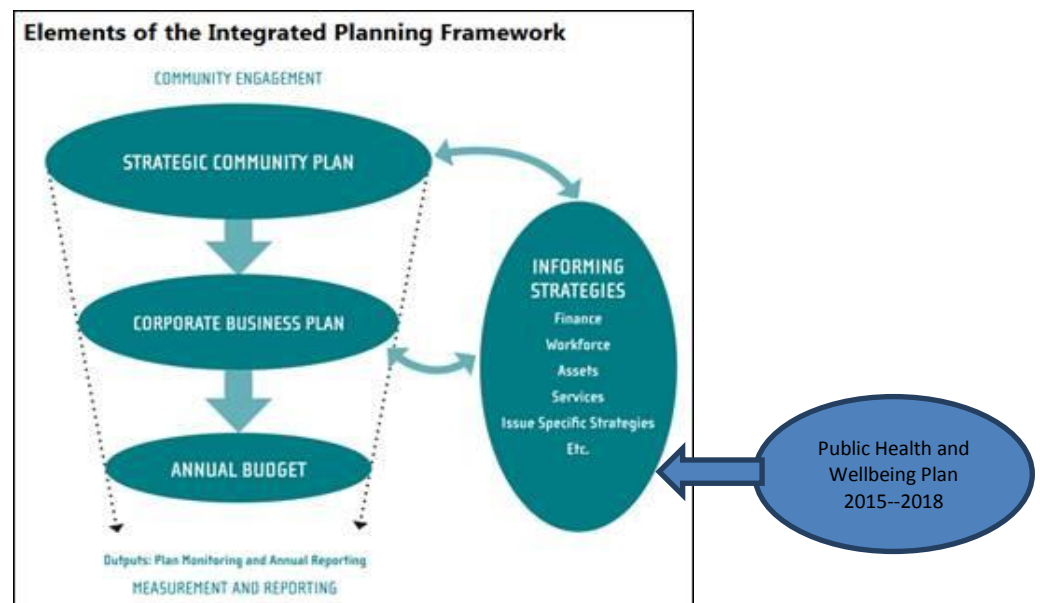 Elements of the Integrated Planning Framework
COMMUNITY ENGAGEMENT
STRATEGIC COMMUNITY PLAN
CORPORATE BUSINESS PLAN
ANNUAL BUDGET
Outputs: Plan Monitoring and Annual Reporting
MEASUREMENT AND REPORTING
INFORMING
STRATEGIES
Finance
Workforce
Assets
Services
Issue Specific Strategies
Etc.
Public Health and
Wellbeing Plan
2015--2018